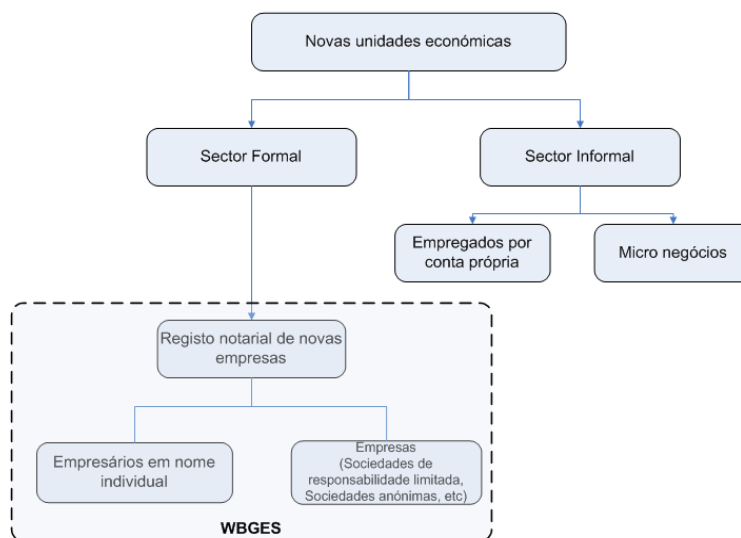 Novas unidades económicas
Sector Formal
Sector Informal
Empregados por
conta própria
Micro negócios
Registo notarial de novas
empresas
Empresários em nome
individual
Empresas
(Sociedades de
responsabilidade limitada,
Sociedades anónimas, etc)
WBGES